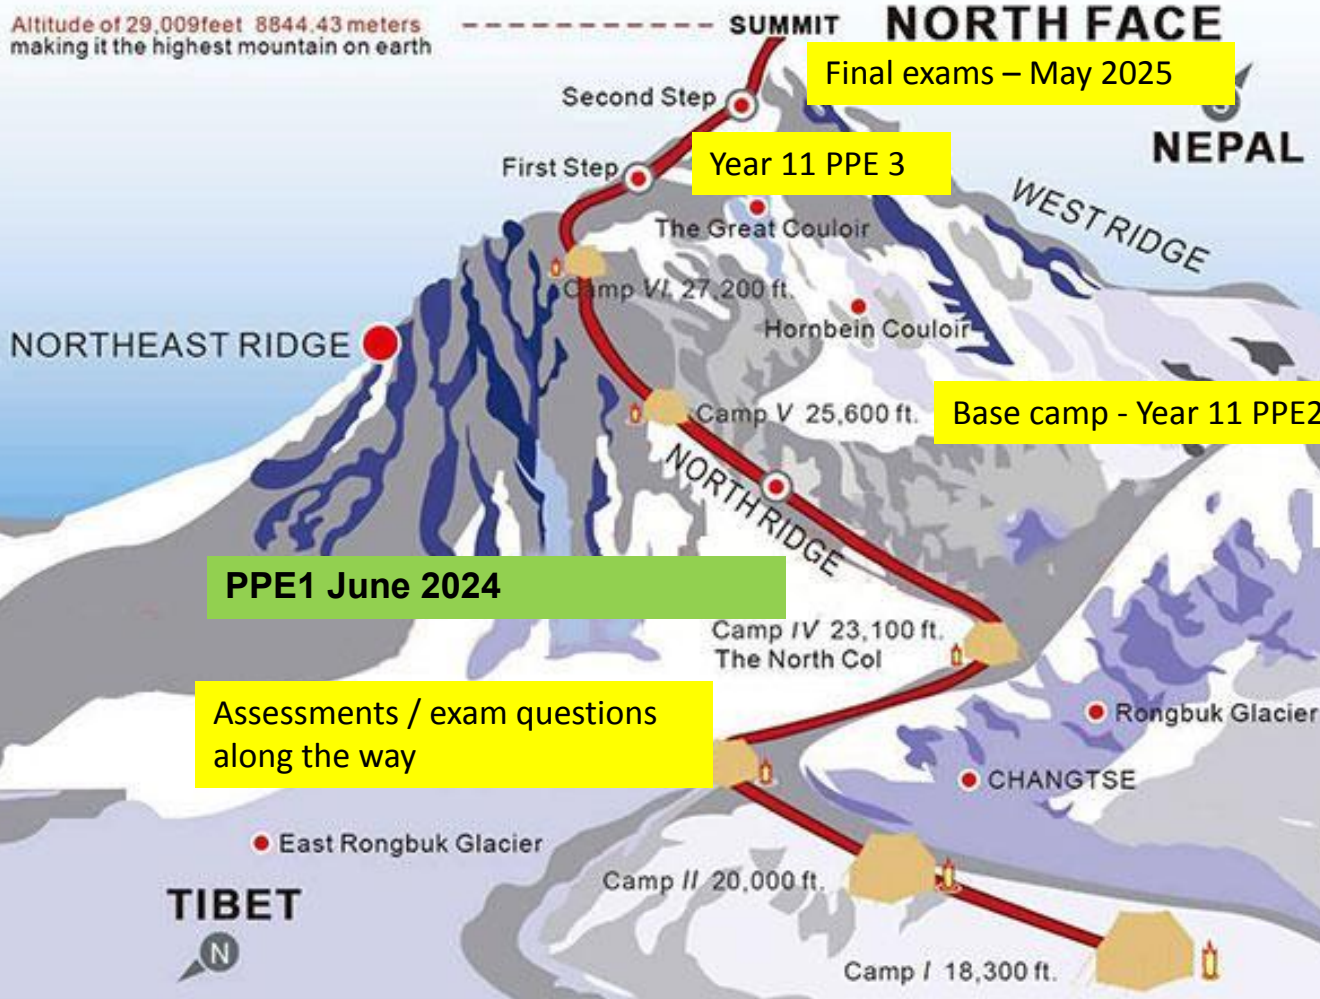 Altitude of 29,009feet 8844.43 meters
making it the highest mountain on earth
SUMMIT
NORTH FACE
Final exams – May 2025
Second Step
NEPAL
First Step
Year 11 PPE 3
WEST RIDGE
The Great Couloir
Camp VI 27,200 ft.
Hornbein Couloir
NORTHEAST RIDGE
Camp V 25,600 ft.
Base camp - Year 11 PPE2
NORTH RIDGE
PPE1 June 2024
Camp IV 23,100 ft.
The North Col
Assessments / exam questions
along the way
Rongbuk Glacier
CHANGTSE
East Rongbuk Glacier
Camp II 20,000 ft.
TIBET
N
Camp I 18,300 ft.